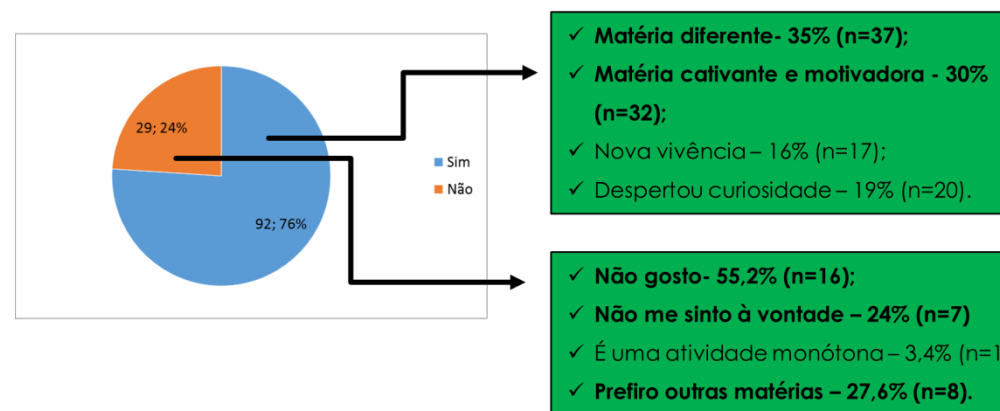 29; 24%
92; 76%
Sim
Não
✓ Matéria diferente- 35% (n=37);
✓ Matéria cativante e motivadora - 30%
(n=32);
✓ Nova vivência – 16% (n=17);
✓ Despertou curiosidade – 19% (n=20).
✓ Não gosto- 55,2% (n=16);
✓ Não me sinto à vontade – 24% (n=7)
✓ É uma atividade monótona – 3,4% (n=1
✓ Prefiro outras matérias – 27,6% (n=8).